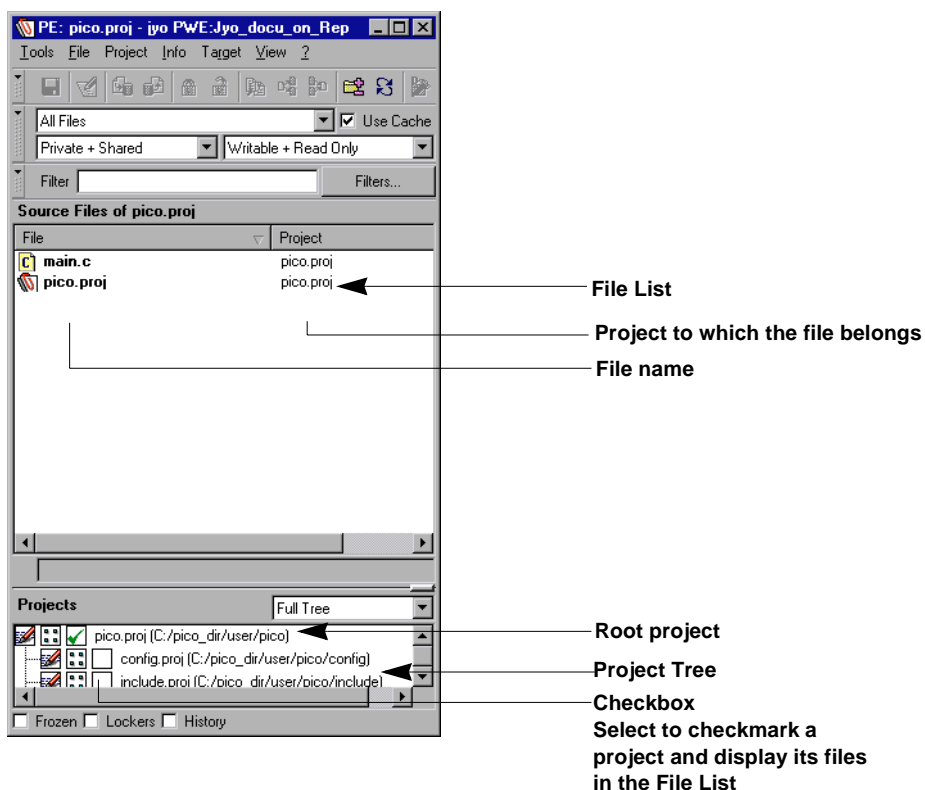 PE: pico.proj - jyo PWE:Jyo_docu_on_Rep
Tools File Project Info Target View ?
All Files Use Cache
Private + Shared Writable + Read Only
Filter Filters...
Source Files of pico.proj
File Project
main.c pico.proj
pico.proj pico.proj
File List
Project to which the file belongs
File name
Projects Full Tree
pico.proj (C:/pico_dir/user/pico)
config.proj (C:/pico_dir/user/pico/config)
include.proj (C:/pico_dir/user/pico/include)
Frozen Lockers History
Root project
Project Tree
Checkbox
Select to checkmark a
project and display its files
in the File List